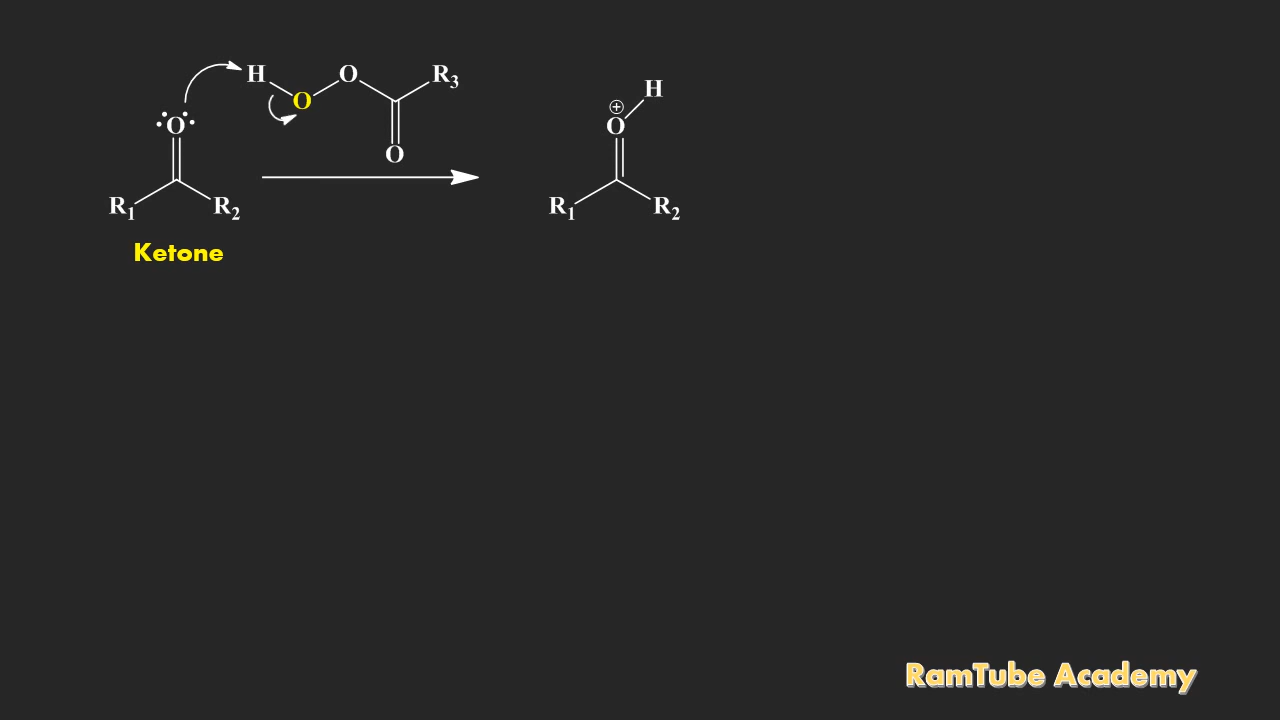 H O O R3
O
O
R1 R2
Ketone
H
⊕
O
R1 R2
RamTube Academy